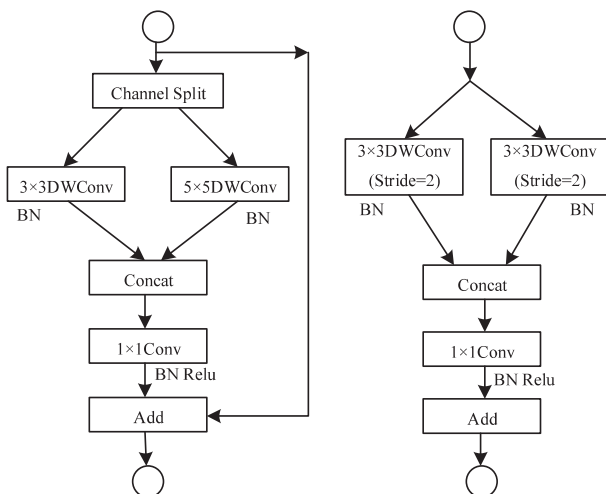 Channel Split
3×3DWConv
5×5DWConv
BN
BN
Concat
1×1Conv
BN Relu
Add
3×3DWConv
(Stride=2)
3×3DWConv
(Stride=2)
BN
BN
Concat
1×1Conv
BN Relu
Add